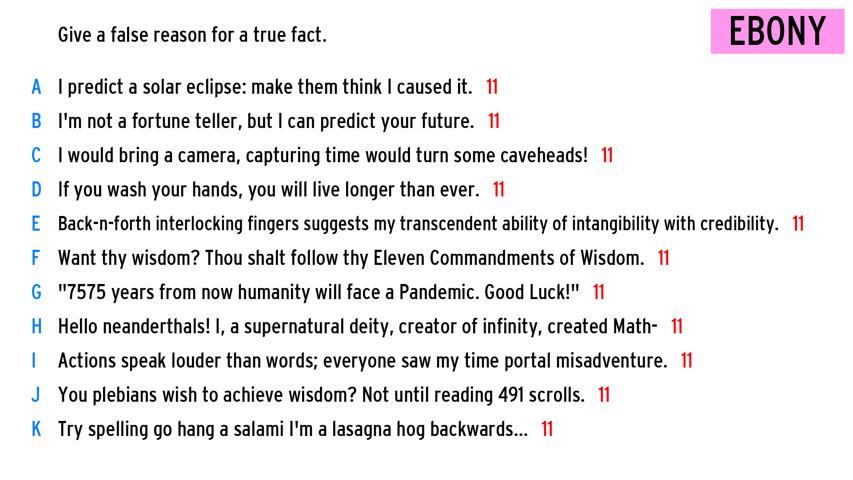 Give a false reason for a true fact.
EBONY
A I predict a solar eclipse: make them think I caused it. 11
B I'm not a fortune teller, but I can predict your future. 11
C I would bring a camera, capturing time would turn some caveheads! 11
D If you wash your hands, you will live longer than ever. 11
E Back-n-forth interlocking fingers suggests my transcendent ability of intangibility with credibility. 11
F Want thy wisdom? Thou shalt follow thy Eleven Commandments of Wisdom. 11
G "7575 years from now humanity will face a Pandemic. Good Luck!" 11
H Hello neanderthals! I, a supernatural deity, creator of infinity, created Math- 11
I Actions speak louder than words; everyone saw my time portal misadventure. 11
J You plebians wish to achieve wisdom? Not until reading 491 scrolls. 11
K Try spelling go hang a salami I'm a lasagna hog backwards... 11